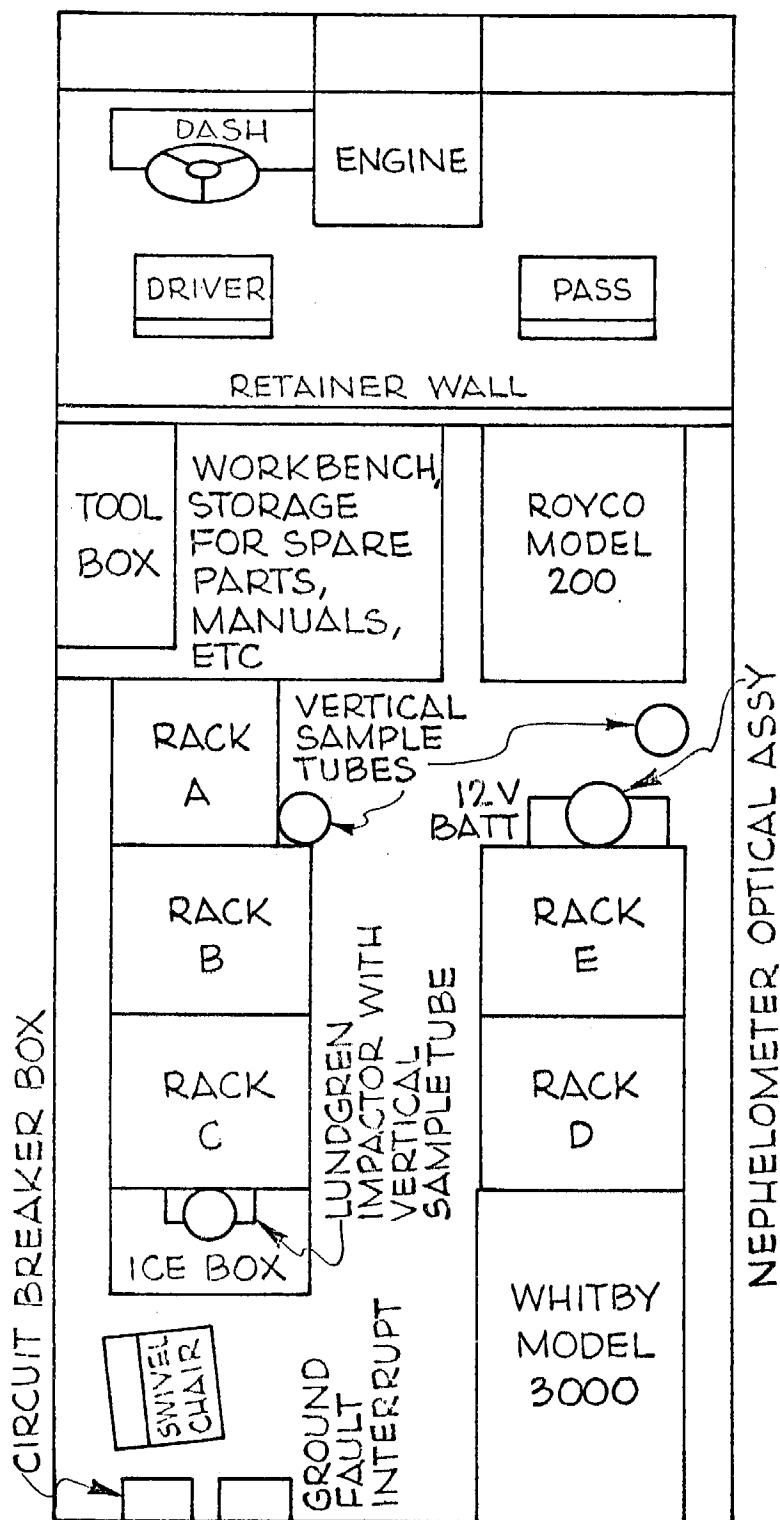 DASH
ENGINE
DRIVER
PASS
RETAINER WALL
TOOL
BOX
WORKBENCH,
STORAGE
FOR SPARE
PARTS,
MANUALS,
ETC
ROYCO
MODEL
200
RACK
A
VERTICAL
SAMPLE
TUBES
12V
BATT
NEPHELOMETER OPTICAL ASSY
RACK
B
RACK
E
RACK
C
LUNDGREN
IMPACTOR WITH
VERTICAL
SAMPLE TUBE
RACK
D
ICE BOX
CIRCUIT BREAKER BOX
SWIVEL
CHAIR
GROUND
FAULT
INTERRUPT
WHITBY
MODEL
3000